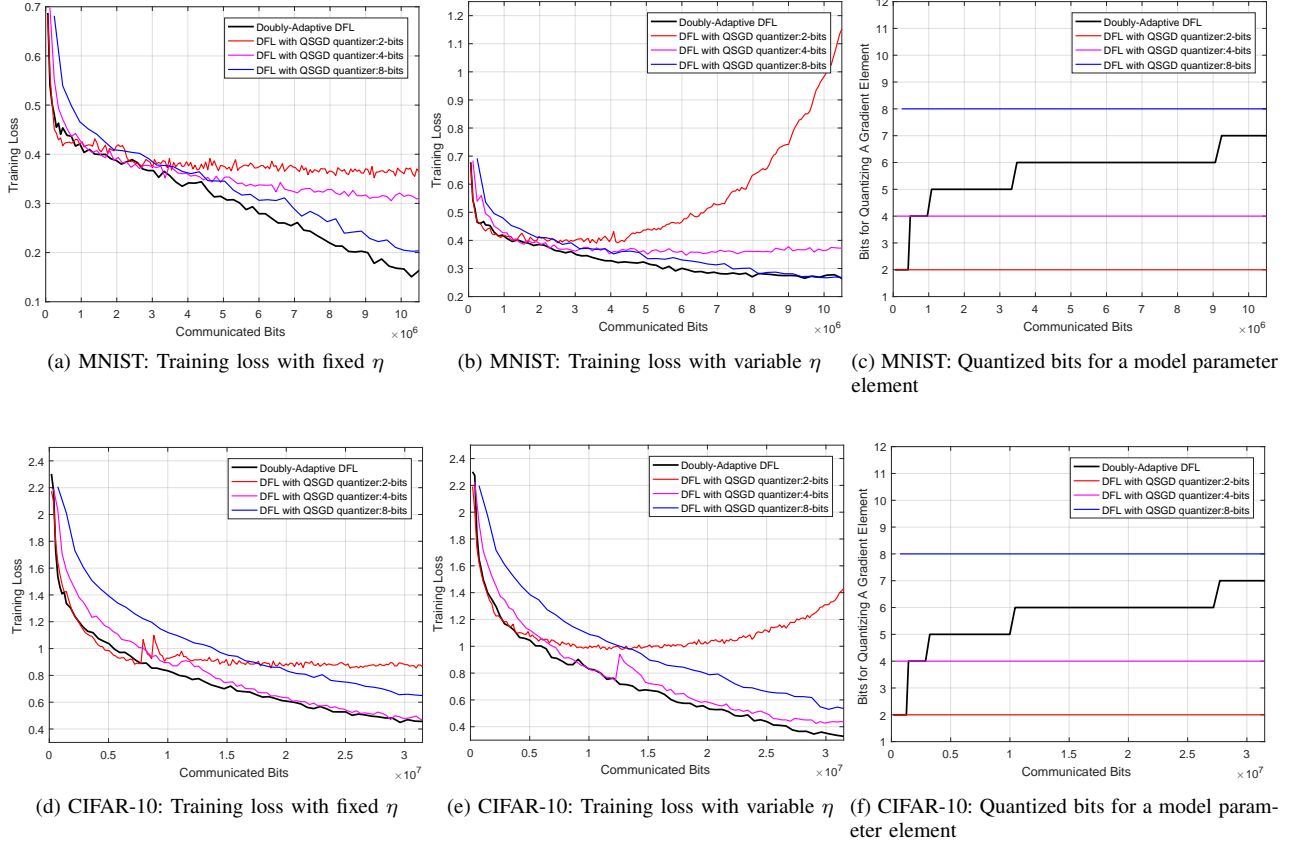 0.7
0.6
0.5
0.4
0.3
0.2
0.1
Training Loss
Doubly-Adaptive DFL
DFL with QSGD quantizer:2-bits
DFL with QSGD quantizer:4-bits
DFL with QSGD quantizer:8-bits
0 1 2 3 4 5 6 7 8 9 10
Communicated Bits
×10^6
(a) MNIST: Training loss with fixed η
1.2
1.1
1
0.9
0.8
0.7
0.6
0.5
0.4
0.3
0.2
Training Loss
Doubly-Adaptive DFL
DFL with QSGD quantizer:2-bits
DFL with QSGD quantizer:4-bits
DFL with QSGD quantizer:8-bits
0 1 2 3 4 5 6 7 8 9 10
Communicated Bits
×10^6
(b) MNIST: Training loss with variable η
12
11
10
9
8
7
6
5
4
3
2
1
Bits for Quantizing A Gradient Element
Doubly-Adaptive DFL
DFL with QSGD quantizer:2-bits
DFL with QSGD quantizer:4-bits
DFL with QSGD quantizer:8-bits
0 1 2 3 4 5 6 7 8 9 10
Communicated Bits
×10^6
(c) MNIST: Quantized bits for a model parameter
element
2.4
2.2
2
1.8
1.6
1.4
1.2
1
0.8
0.6
0.4
Training Loss
Doubly-Adaptive DFL
DFL with QSGD quantizer:2-bits
DFL with QSGD quantizer:4-bits
DFL with QSGD quantizer:8-bits
0 0.5 1 1.5 2 2.5 3
Communicated Bits
×10^7
(d) CIFAR-10: Training loss with fixed η
2.4
2.2
2
1.8
1.6
1.4
1.2
1
0.8
0.6
0.4
Training Loss
Doubly-Adaptive DFL
DFL with QSGD quantizer:2-bits
DFL with QSGD quantizer:4-bits
DFL with QSGD quantizer:8-bits
0 0.5 1 1.5 2 2.5 3
Communicated Bits
×10^7
(e) CIFAR-10: Training loss with variable η
12
11
10
9
8
7
6
5
4
3
2
1
Bits for Quantizing A Gradient Element
Doubly-Adaptive DFL
DFL with QSGD quantizer:2-bits
DFL with QSGD quantizer:4-bits
DFL with QSGD quantizer:8-bits
0.5 1 1.5 2 2.5 3
Communicated Bits
×10^7
(f) CIFAR-10: Quantized bits for a model param-
eter element